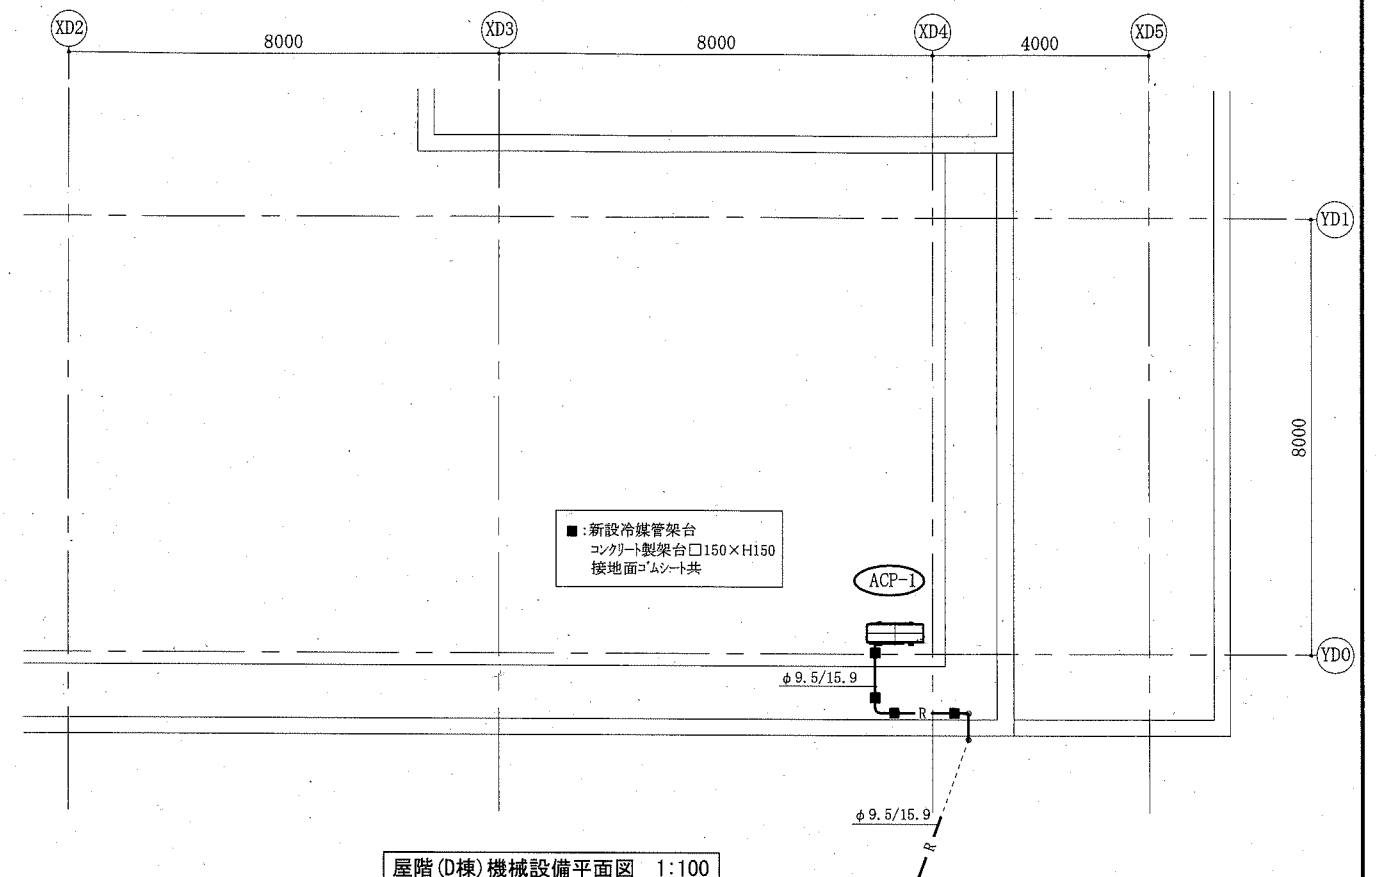 XD2
XD3
XD4
XD5
8000
8000
4000
YD1
8000
■:新設冷媒管架台
コンクリート製架台□150×H150
接地面ゴムシート共
ACP-1
YD0
φ9.5/15.9
R
φ9.5/15.9
R
屋階(D棟)機械設備平面図 1:100